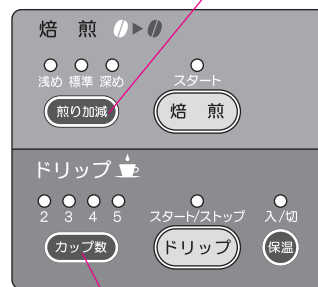 焙 煎
浅め 標準 深め スタート
煎り加減 焙 煎
ドリップ
2 3 4 5 スタート/ストップ 入/切
カップ数 ドリップ 保温